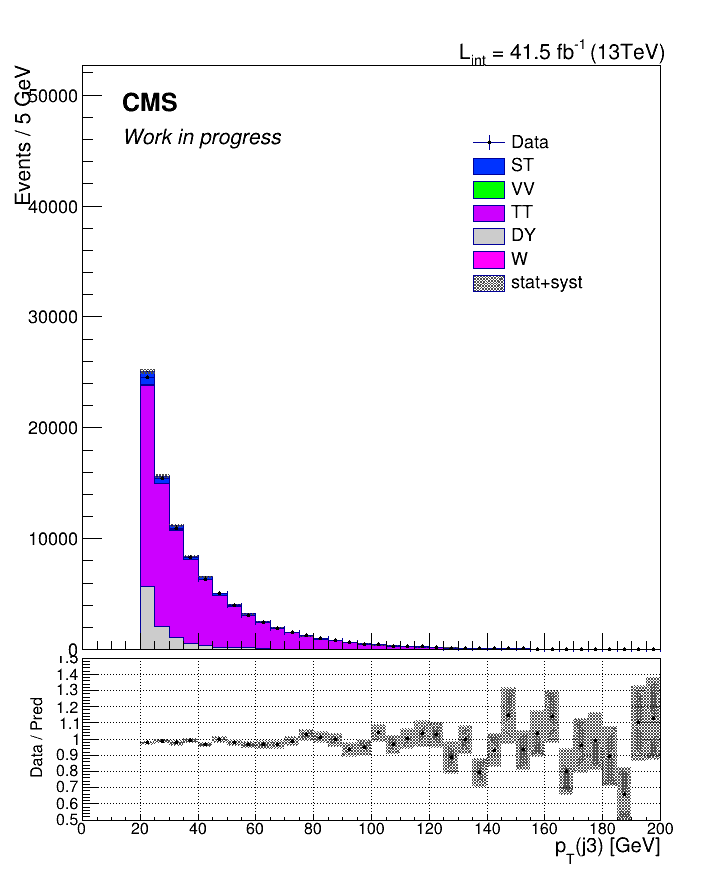 L_int = 41.5 fb^-1 (13TeV)
Events / 5 GeV
50000
40000
30000
20000
10000
0
CMS
Work in progress
Data
ST
VV
TT
DY
W
stat+syst
Data / Pred
1.5
1.4
1.3
1.2
1.1
1
0.9
0.8
0.7
0.6
0.5
0 20 40 60 80 100 120 140 160 180 200
p_T(j3) [GeV]